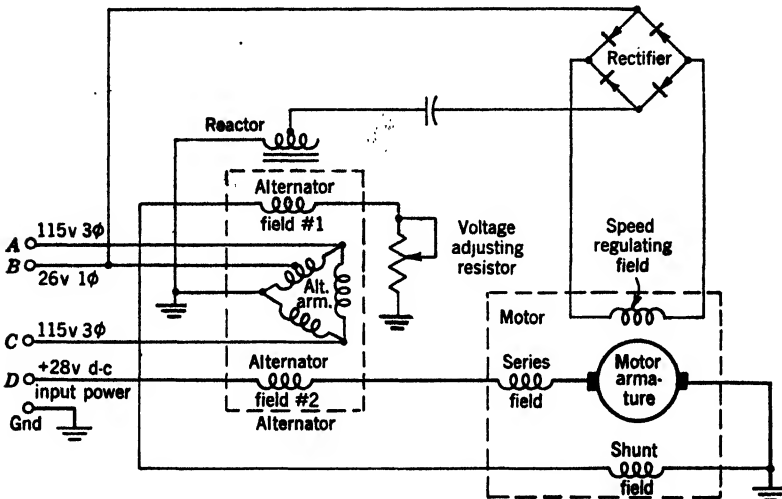 Rectifier
Reactor
Alternator
field #1
Voltage
adjusting
resistor
Speed
regulating
field
A 115v 3ϕ
B 26v 1ϕ
Alt.
arm.
Motor
C 115v 3ϕ
D +28v d-c
input power
Gnd
Alternator
field #2
Alternator
Series
field
Motor
arma-
ture
Shunt
field